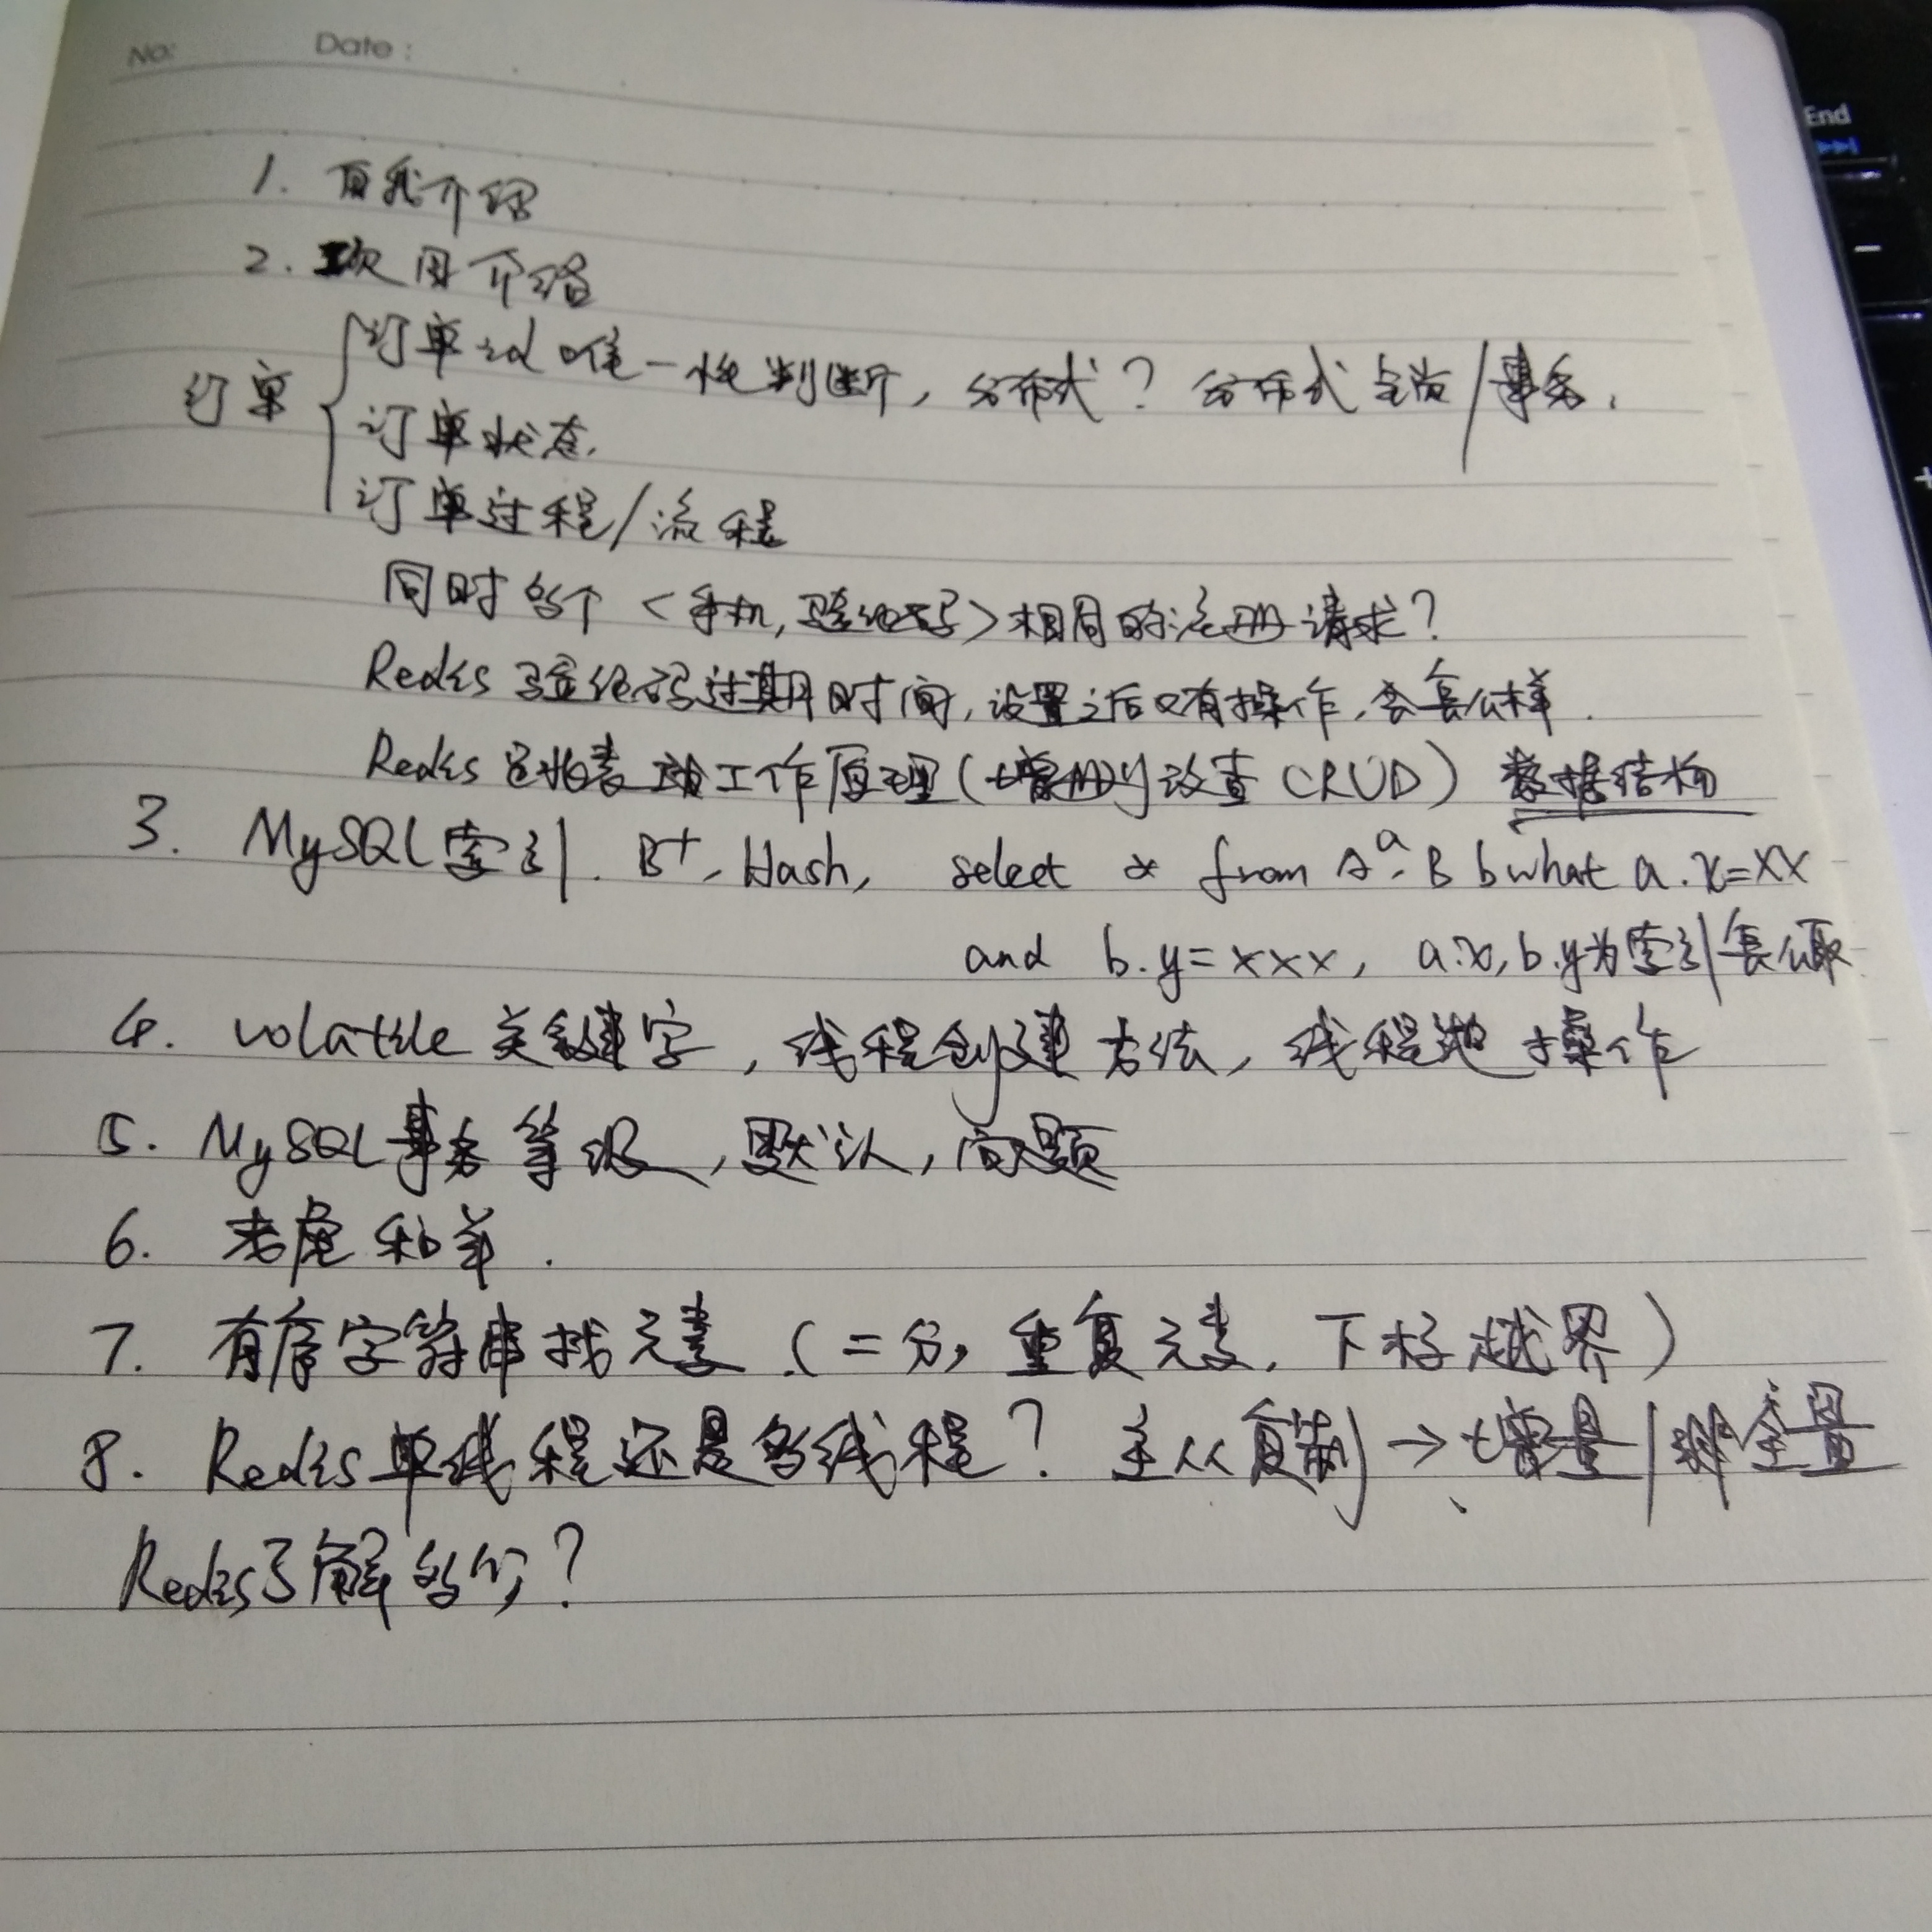 No: Date:
End
1. 自我介绍
2. 项目介绍
订单
订单id唯一性判断, 分布式? 分布式锁/事务.
订单状态.
订单过程/流程
同时多个<手机,验证码>相同的注册请求?
Redis 验证码过期时间,设置之后又有操作,会怎么样.
Redis 工作原理(增删改查CRUD) 数据结构
3. MySQL索引. B+, Hash, select * from A a, B b what a.x=xx
and b.y=xxx, a.x, b.y为索引怎么取
4. volatile 关键字, 线程创建方法, 线程池操作
5. MySQL事务等级, 默认, 问题
6. 老虎和羊.
7. 有序字符串找元素 (二分, 重复元素, 下标越界)
8. Redis单线程还是多线程? 主从复制→增量/非全量
Redis了解多少?